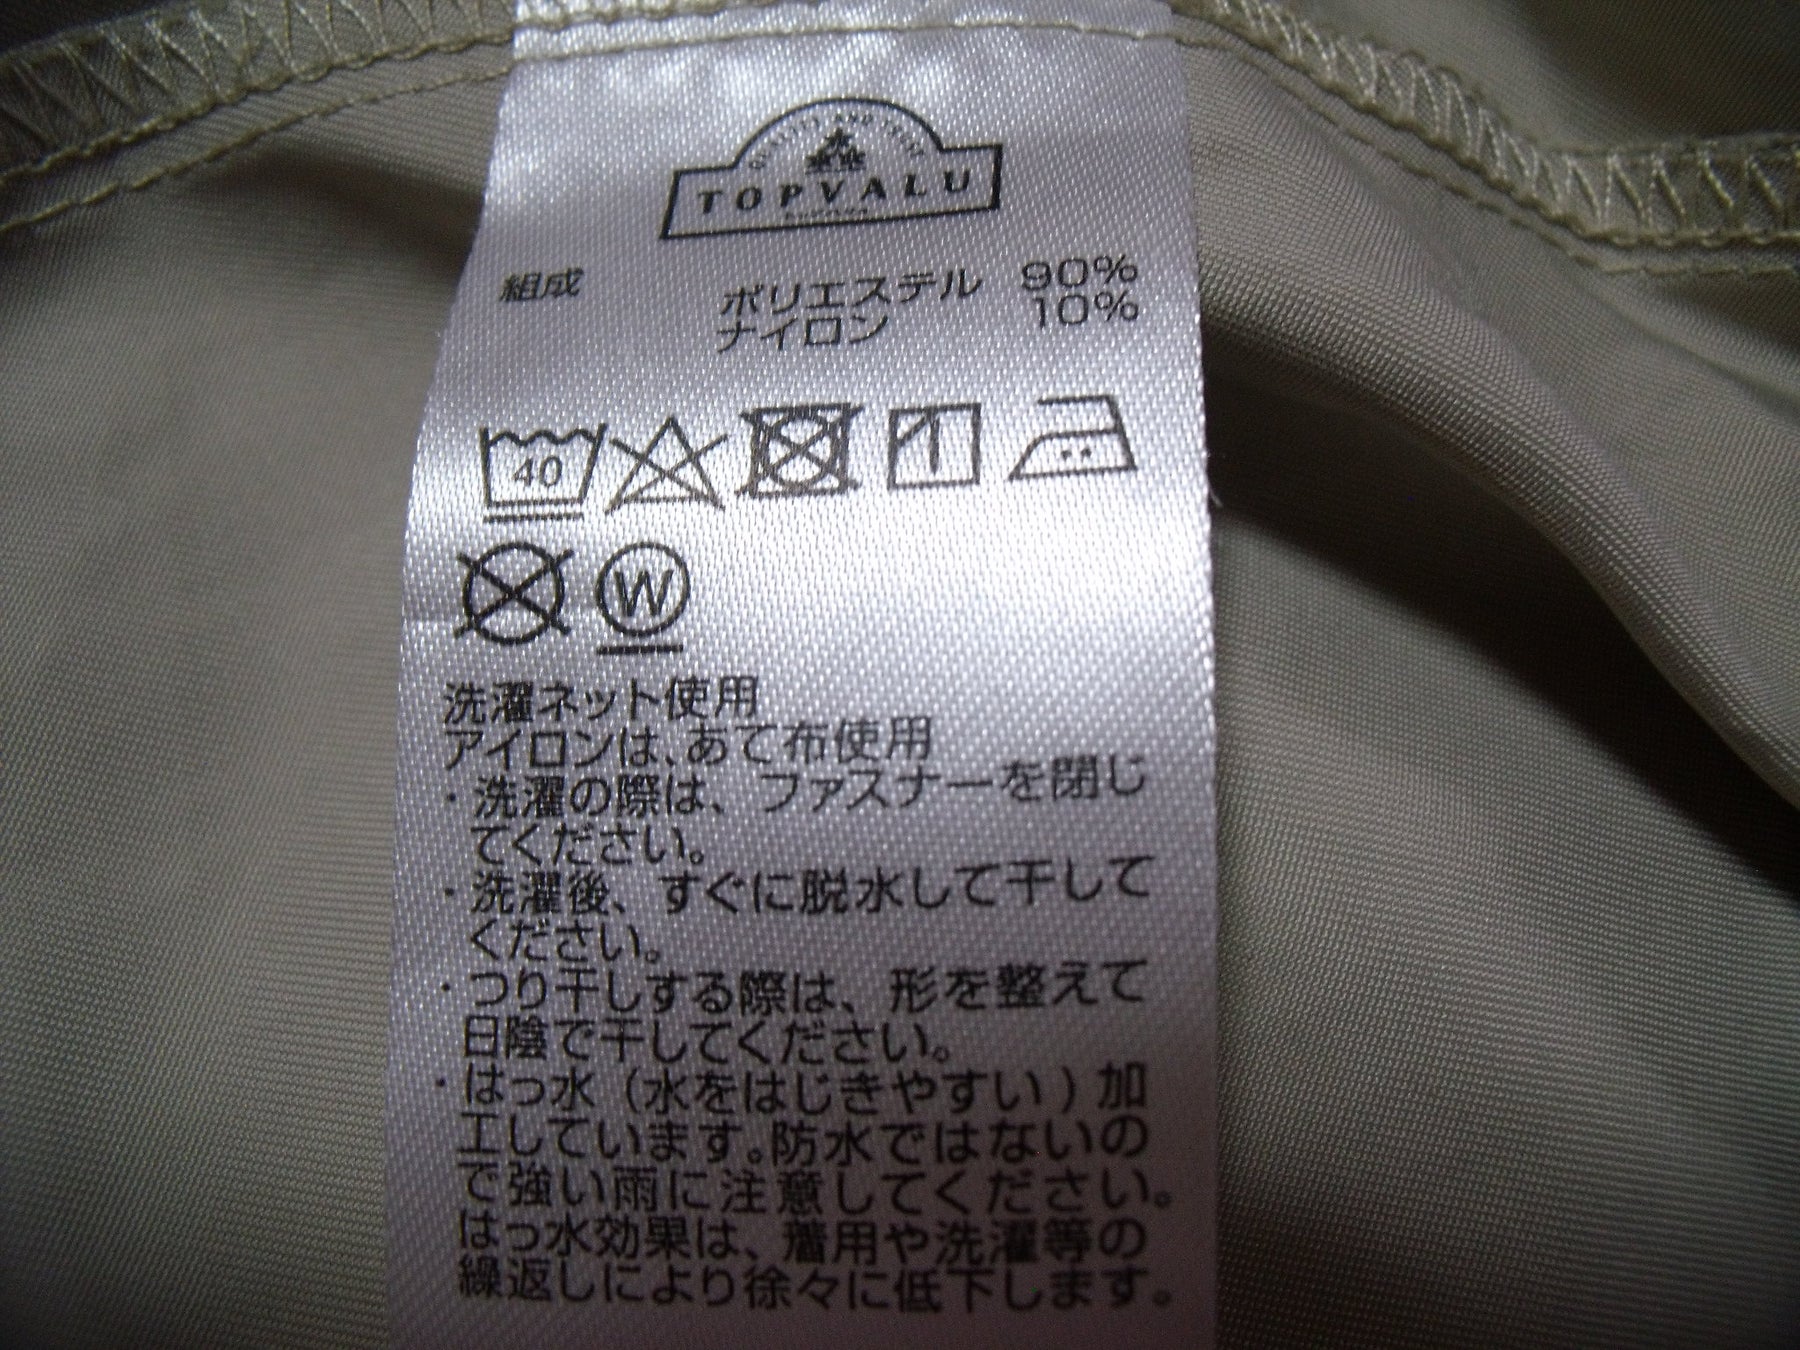 QUALITY AND TRUST
TOPVALU
組成
ポリエステル 90%
ナイロン 10%
40
W
洗濯ネット使用
アイロンは、あて布使用
・洗濯の際は、ファスナーを閉じ
てください。
・洗濯後、すぐに脱水して干して
ください。
・つり干しする際は、形を整えて
日陰で干してください。
・はっ水（水をはじきやすい）加
工しています。防水ではないの
で強い雨に注意してください。
はっ水効果は、着用や洗濯等の
繰返しにより徐々に低下します。